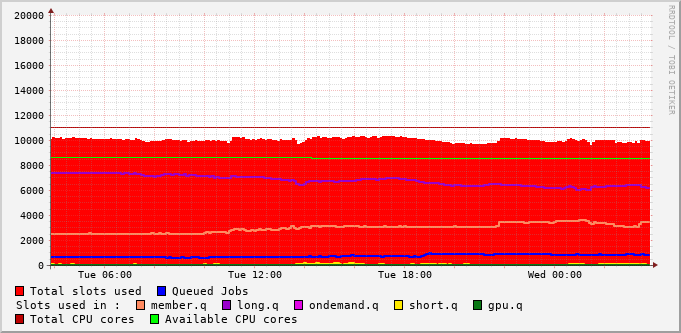 RRDTOOL / TOBI OETIKER
20000
18000
16000
14000
12000
10000
8000
6000
4000
2000
0
Tue 06:00 Tue 12:00 Tue 18:00 Wed 00:00
Total slots used Queued Jobs
Slots used in : member.q long.q ondemand.q short.q gpu.q
Total CPU cores Available CPU cores